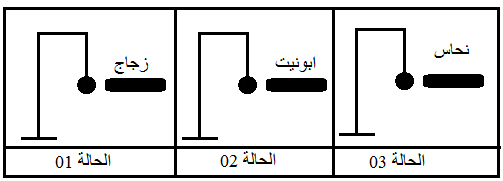 زجاج
ابونيت
نحاس
الحالة 01
الحالة 02
الحالة 03